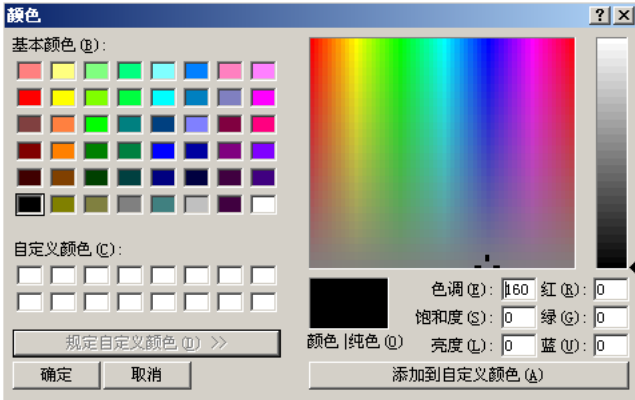 颜色
基本颜色(B):
自定义颜色(C):
规定自定义颜色(D) >>
确定 取消
色调(E): 160 红(R): 0
饱和度(S): 0 绿(G): 0
颜色|纯色(O) 亮度(L): 0 蓝(U): 0
添加到自定义颜色(A)